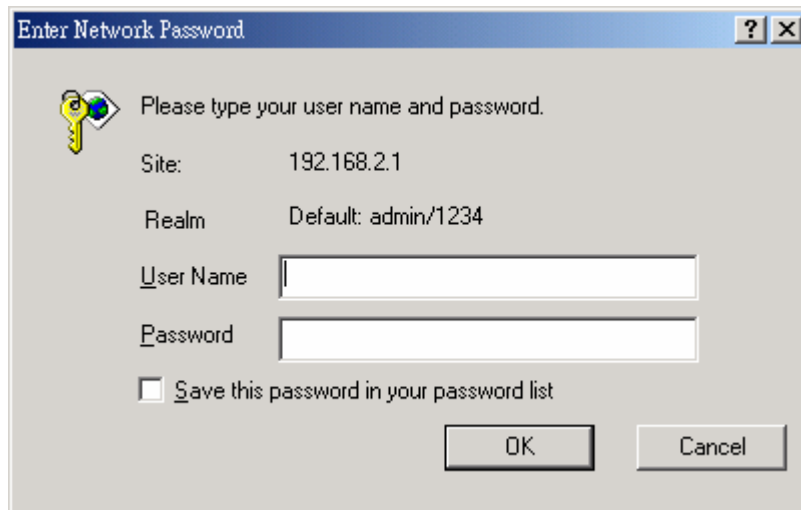 Enter Network Password
Please type your user name and password.
Site: 192.168.2.1
Realm Default: admin/1234
User Name
Password
Save this password in your password list
OK Cancel